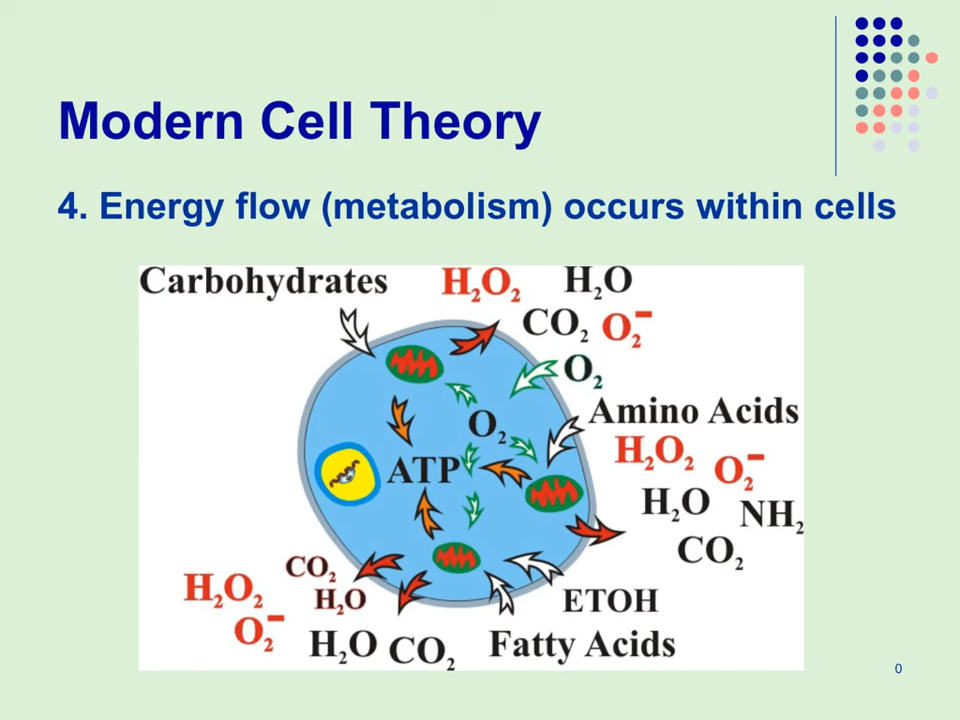 Modern Cell Theory
4. Energy flow (metabolism) occurs within cells
Carbohydrates
H₂O₂
H₂O
CO₂
O₂⁻
O₂
Amino Acids
O₂
H₂O₂
O₂⁻
ATP
H₂O
NH₂
CO₂
CO₂
H₂O₂
H₂O
ETOH
O₂⁻
H₂O
CO₂
Fatty Acids
0